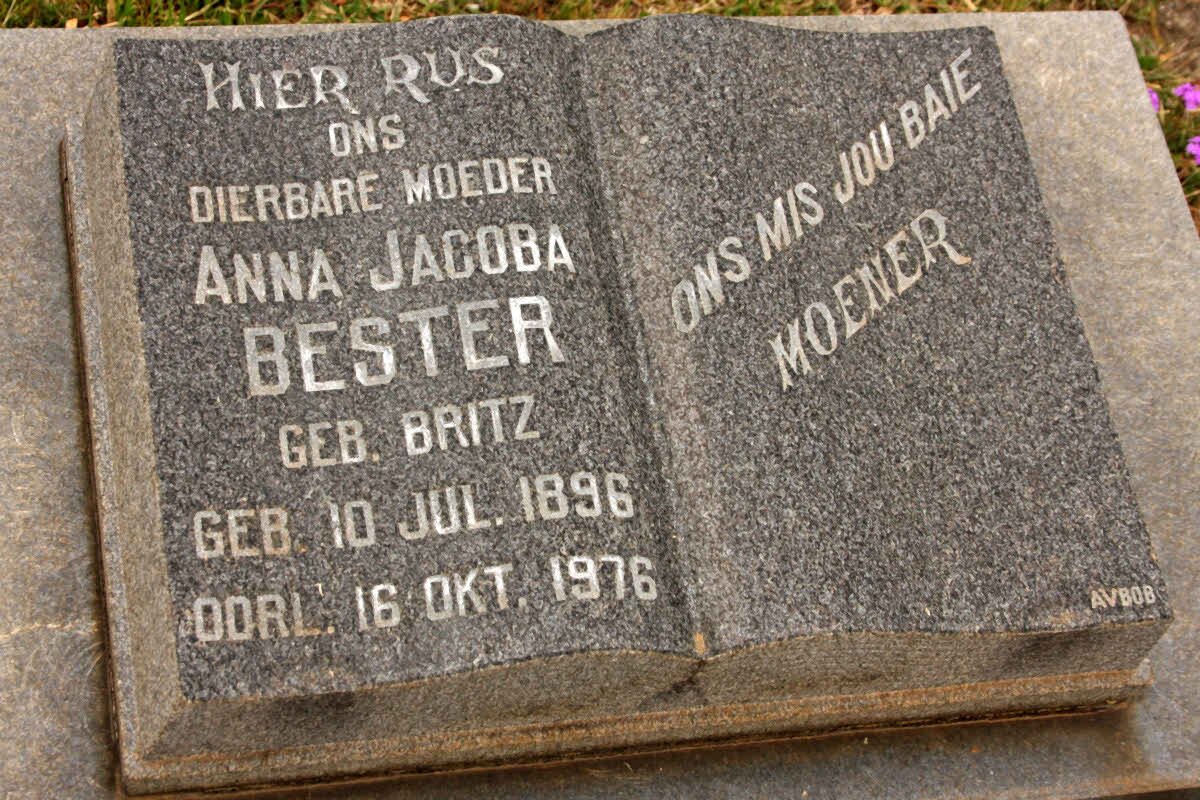 HIER RUS
ONS
DIERBARE MOEDER
ANNA JACOBA
BESTER
GEB. BRITZ
GEB. 10 JUL. 1896
OORL. 16 OKT. 1976
ONS MIS JOU BAIE
MOENER
AVBOB